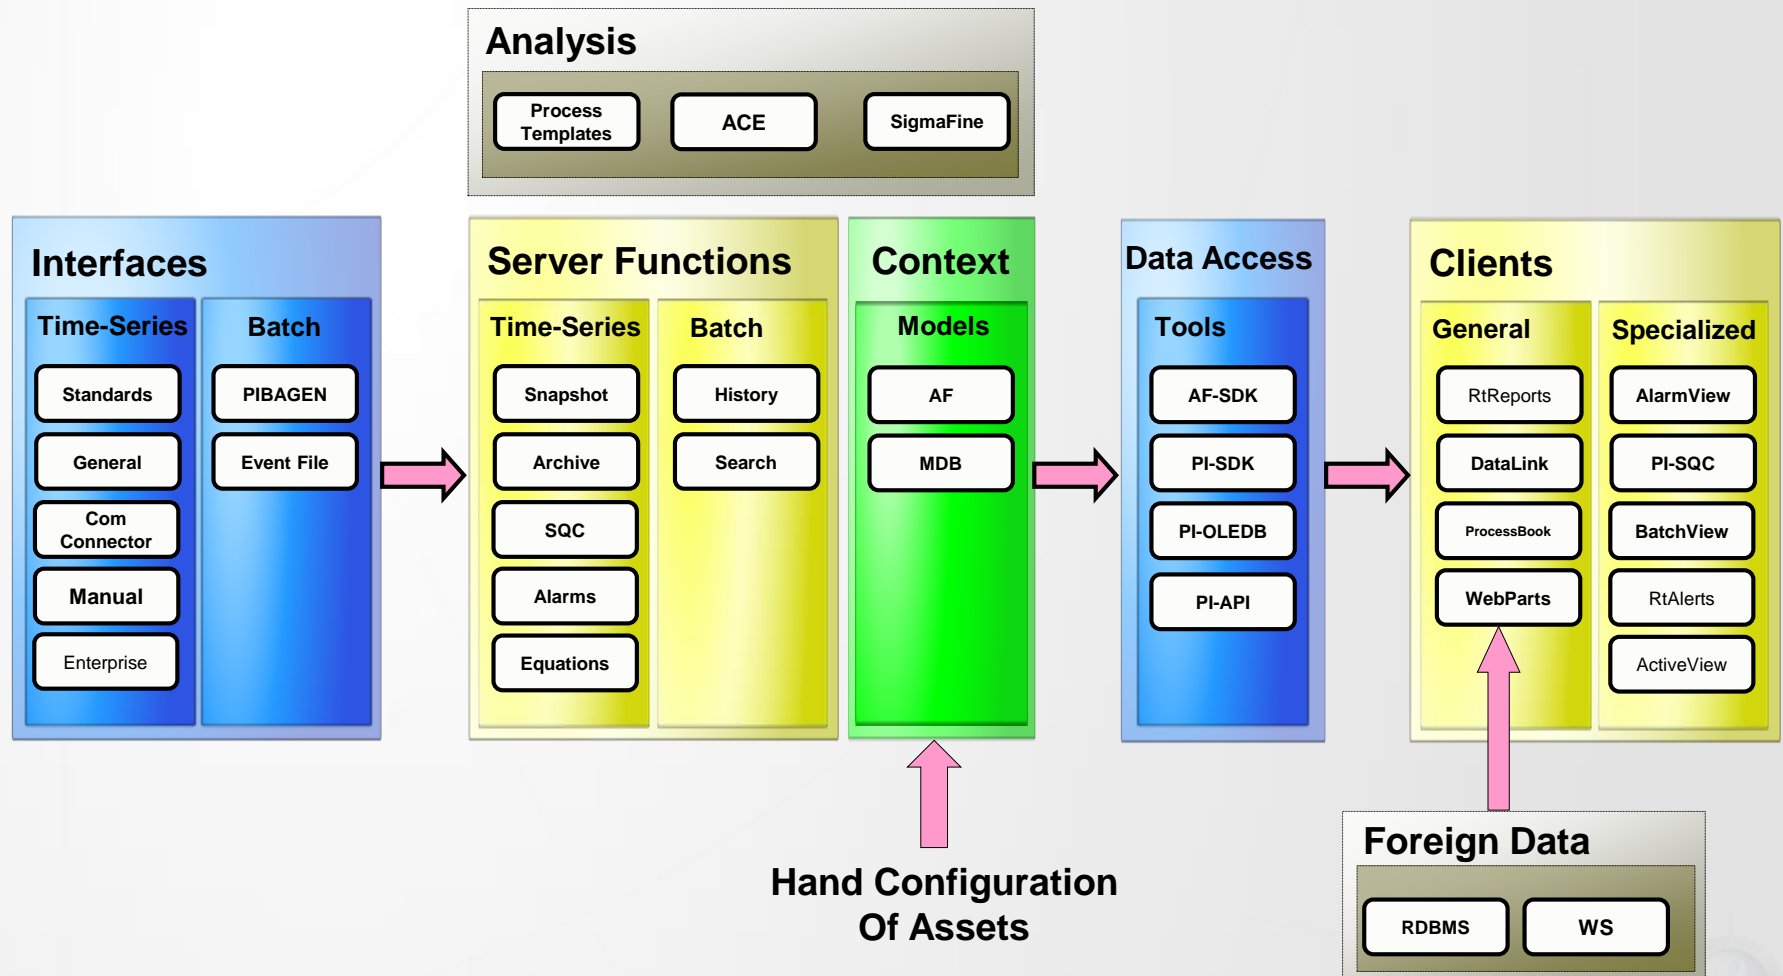 Analysis
Process
Templates
ACE
SigmaFine
Interfaces
Time-Series
Standards
General
Com
Connector
Manual
Enterprise
Batch
PIBAGEN
Event File
Server Functions
Time-Series
Snapshot
Archive
SQC
Alarms
Equations
Batch
History
Search
Context
Models
AF
MDB
Data Access
Tools
AF-SDK
PI-SDK
PI-OLEDB
PI-API
Clients
General
RtReports
DataLink
ProcessBook
WebParts
Specialized
AlarmView
PI-SQC
BatchView
RtAlerts
ActiveView
Hand Configuration
Of Assets
Foreign Data
RDBMS
WS